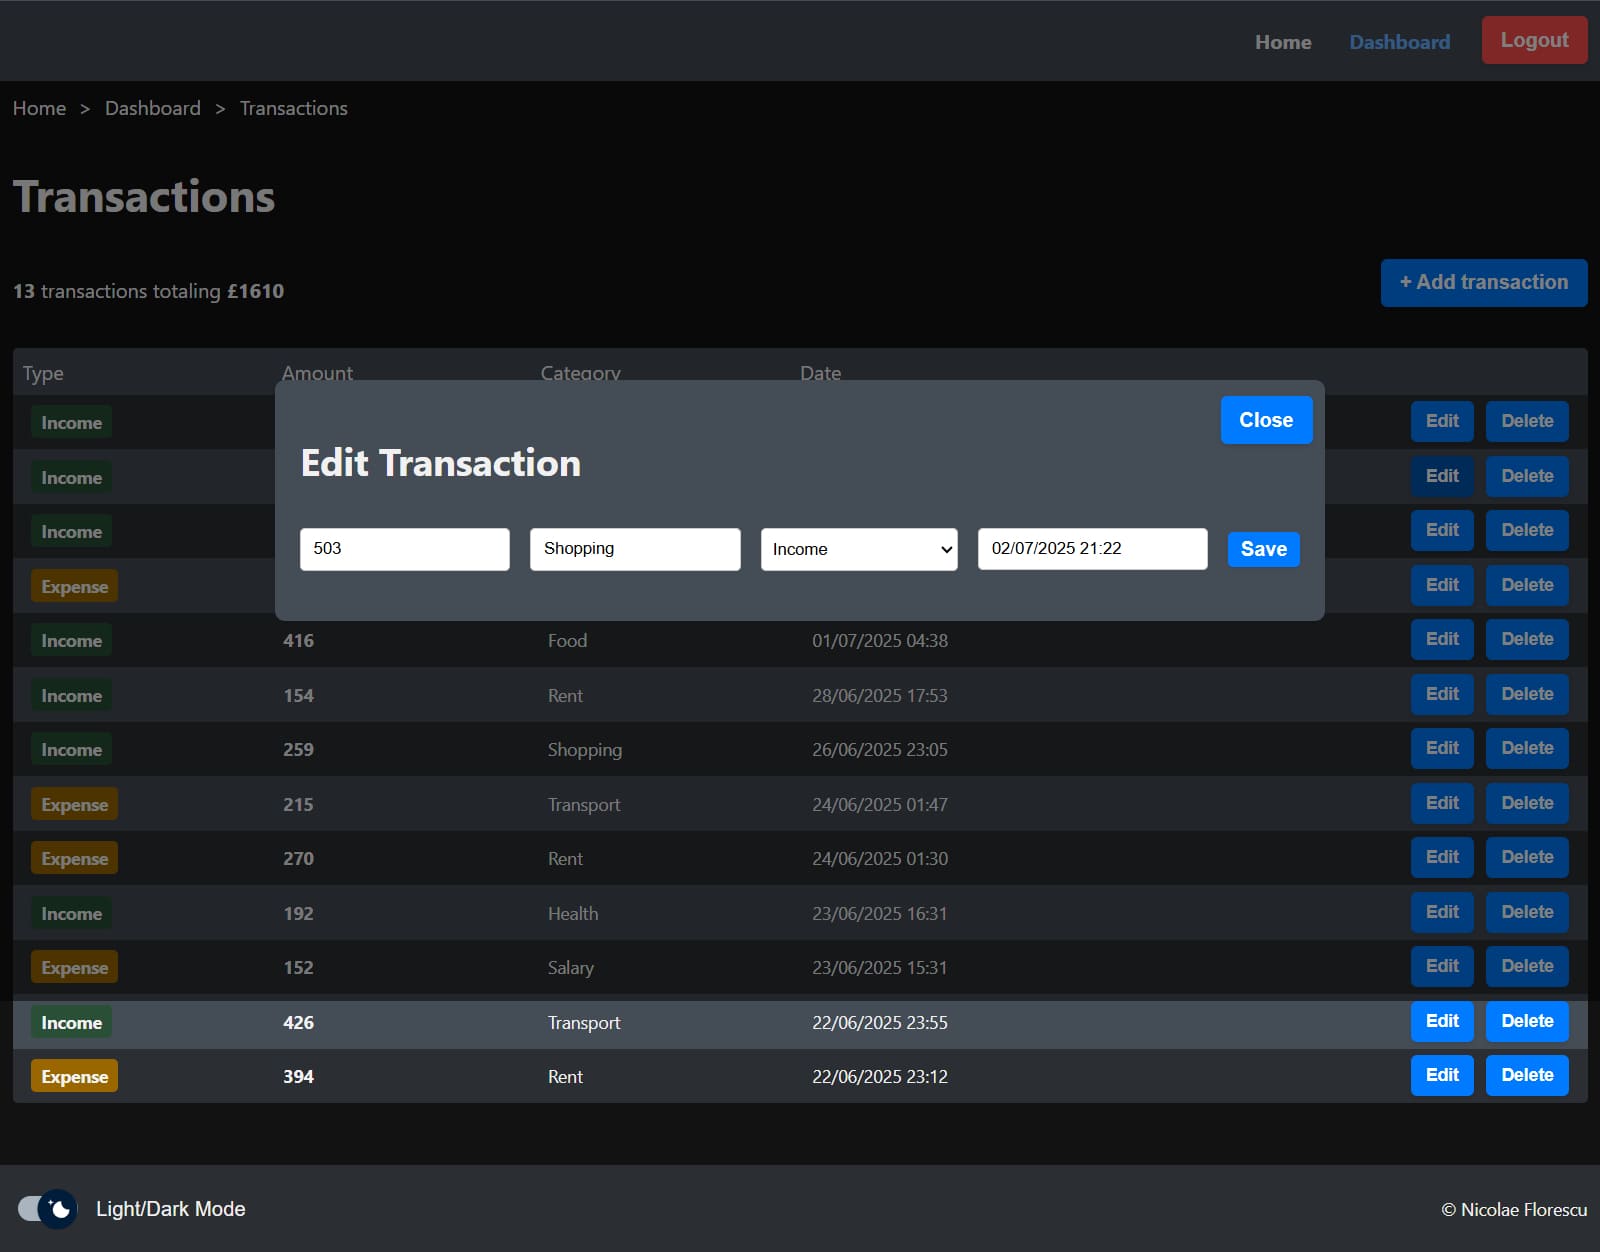 Home Dashboard Logout
Home > Dashboard > Transactions
Transactions
13 transactions totaling £1610
+ Add transaction
Type Amount Category Date
Close
Edit Transaction
503 Shopping Income 02/07/2025 21:22 Save
Income Edit Delete
Income Edit Delete
Income Edit Delete
Expense Edit Delete
Income 416 Food 01/07/2025 04:38 Edit Delete
Income 154 Rent 28/06/2025 17:53 Edit Delete
Income 259 Shopping 26/06/2025 23:05 Edit Delete
Expense 215 Transport 24/06/2025 01:47 Edit Delete
Expense 270 Rent 24/06/2025 01:30 Edit Delete
Income 192 Health 23/06/2025 16:31 Edit Delete
Expense 152 Salary 23/06/2025 15:31 Edit Delete
Income 426 Transport 22/06/2025 23:55 Edit Delete
Expense 394 Rent 22/06/2025 23:12 Edit Delete
Light/Dark Mode
© Nicolae Florescu